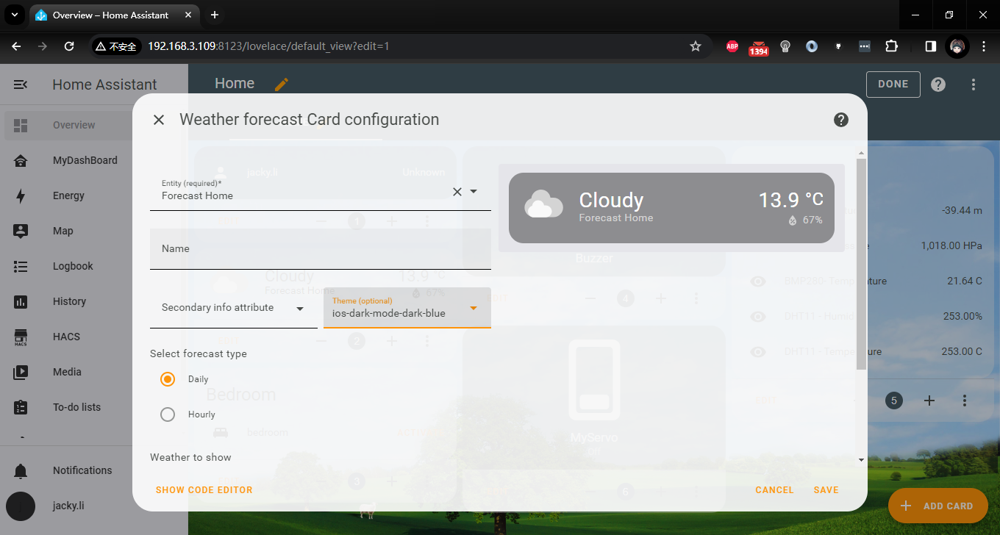 Overview – Home Assistant
不安全
192.168.3.109:8123/lovelace/default_view?edit=1
ABP
1394
Home Assistant
Home
DONE
Overview
MyDashBoard
Energy
Map
Logbook
History
HACS
HACS
Media
To-do lists
Notifications
jacky.li
Weather forecast Card configuration
jacky.li
Unknown
Entity (required)*
Forecast Home
1
Name
Cloudy
13.9 °C
Forecast Home
67%
Secondary info attribute
Theme (optional)
ios-dark-mode-dark-blue
2
Select forecast type
Daily
Hourly
Bedroom
bedroom
Weather to show
3
SHOW CODE EDITOR
CANCEL
SAVE
Cloudy
Forecast Home
13.9 °C
67%
Buzzer
EDIT
4
MyServo
6
-39.44 m
1,018.00 HPa
BMP280-Temperature
21.64 C
253.00%
DHT11 - Temperature
253.00 C
EDIT
5
ADD CARD